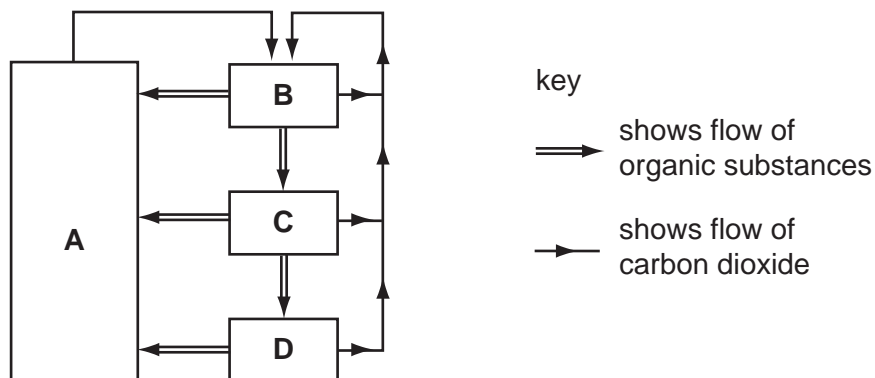 B
C
A
D
key
shows flow of
organic substances
shows flow of
carbon dioxide